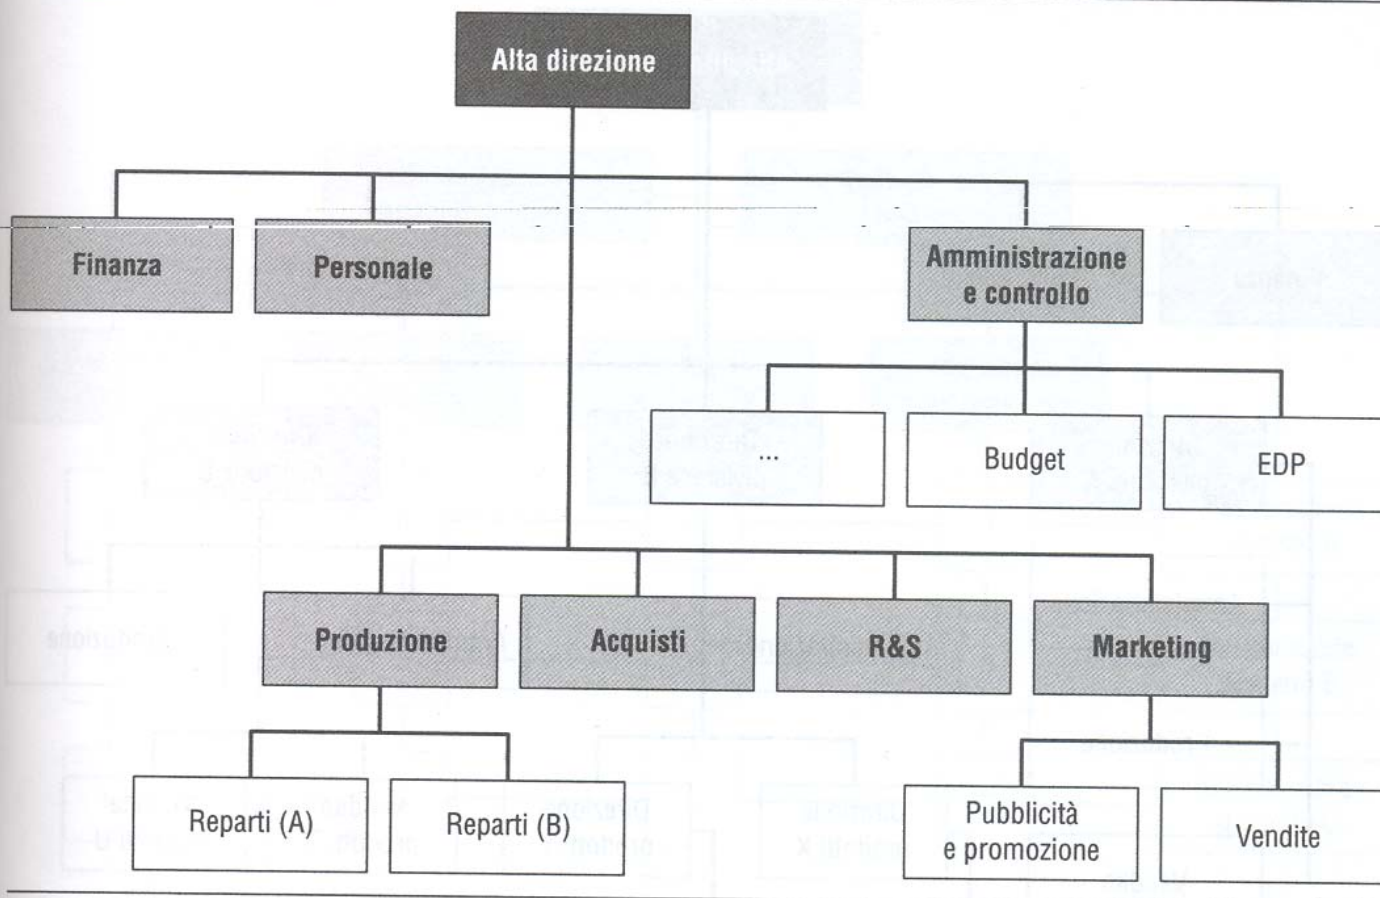 Alta direzione
Finanza
Personale
Amministrazione
e controllo
...
Budget
EDP
Produzione
Acquisti
R&S
Marketing
Reparti (A)
Reparti (B)
Pubblicità
e promozione
Vendite